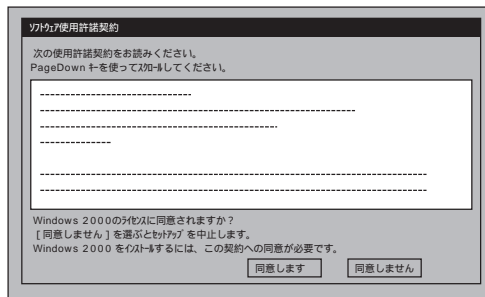 ｿﾌﾄｳｪｱ使用許諾契約
次の使用許諾契約をお読みください。
PageDown ｷｰを使ってｽｸﾛｰﾙしてください。
Windows 2000のﾗｲｾﾝｽに同意されますか？
［同意しません］を選ぶとｾｯﾄｱｯﾌﾟを中止します。
Windows 2000 をｲﾝｽﾄｰﾙするには、この契約への同意が必要です。
同意します 同意しません